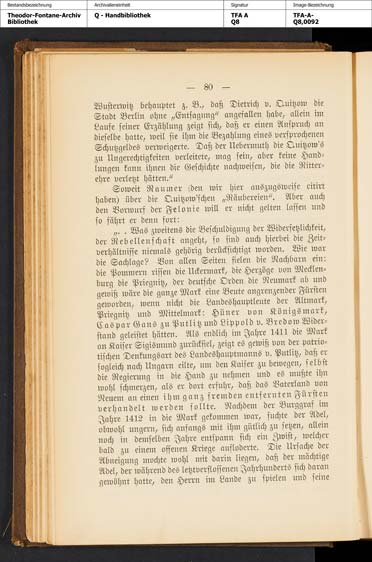 Bestandsbezeichnung Archivalieneinheit Signatur Image-Bezeichnung
Theodor-Fontane-Archiv Q - Handbibliothek TFA A TFA-A-
Bibliothek Q8 Q8,0092
— 80 —
Wusterwitz behauptet z. B., daß Dietrich v. Quitzow die
Stadt Berlin ohne „Entsagung“ angefallen habe, allein im
Laufe seiner Erzählung zeigt sich, daß er einen Anspruch an
dieselbe hatte, weil sie ihm die Bezahlung eines versprochenen
Schutzgeldes verweigerte. Daß der Uebermuth die Quitzow's
zu Ungerechtigkeiten verleitete, mag sein, aber feine Hand-
lungen kann ihnen die Geschichte nachweisen, die die Ritter-
ehre verletzt hätten.“
Soweit Raumer (den wir hier auszugsweise citirt
haben) über die Quitzow'schen „Räubereien“. Aber auch
den Vorwurf der Felonie will er nicht gelten lassen und
so fährt er denn fort:
„. . Was zweitens die Beschuldigung der Widersetzlichkeit,
der Rebellenschaft angeht, so sind auch hierbei die Zeit-
verhältnisse niemals gehörig berücksichtigt worden. Wie war
die Sachlage? Von allen Seiten fielen die Nachbarn ein:
die Pommern rissen die Uckermark, die Herzöge von Mecklen-
burg die Priegnitz, der deutsche Orden die Neumark ab und
gewiß wäre die ganze Mark eine Beute angrenzender Fürsten
geworden, wenn nicht die Landeshauptleute der Altmark,
Priegnitz und Mittelmark: Hüner von Königsmark,
Caspar Gans zu Putlitz und Lippold v. Bredow Wider-
stand geleistet hätten. Als endlich im Jahre 1411 die Mark
an Kaiser Sigismund zurückfiel, zeigt es gewiß von der patrio-
tischen Denkungsart des Landeshauptmanns v. Putlitz, daß er
sogleich nach Ungarn eilte, um den Kaiser zu bewegen, selbst
die Regierung in die Hand zu nehmen und es mußte ihn
wohl schmerzen, als er dort erfuhr, daß das Vaterland von
Neuem an einen ihm ganz fremden entfernten Fürsten
verhandelt werden sollte. Nachdem der Burggraf im
Jahre 1412 in die Mark gekommen war, suchte der Adel,
obwohl ungern, sich anfangs mit ihm gütlich zu setzen, allein
noch in demselben Jahre entspann sich ein Zwist, welcher
bald zu einem offenen Kriege aufloderte. Die Ursache der
Abneigung mochte wohl mit darin liegen, daß der mächtige
Adel, der während des letztverflossenen Jahrhunderts sich daran
gewöhnt hatte, den Herrn im Lande zu spielen und seine